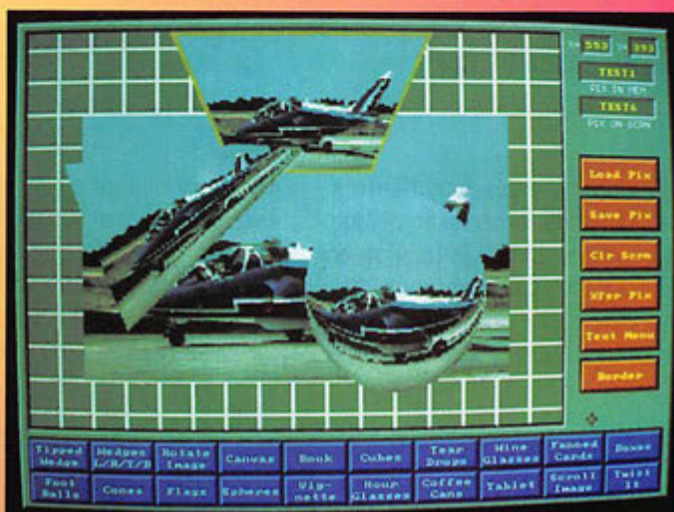 X= 553 Y= 393
TEST1
PIX IN MEM
TEST6
PIX ON SCRN
Load Pix
Save Pix
Clr Scrn
Xfer Pix
Text Menu
Border
Tipped Wedge
Wedges L/R/T/B
Rotate Image
Canvas
Book
Cubes
Tear Drops
Wine Glasses
Fanned Cards
Boxes
Foot Balls
Cones
Flags
Spheres
Vig-nette
Hour Glasses
Coffee Cans
Tablet
Scroll Image
Twist It